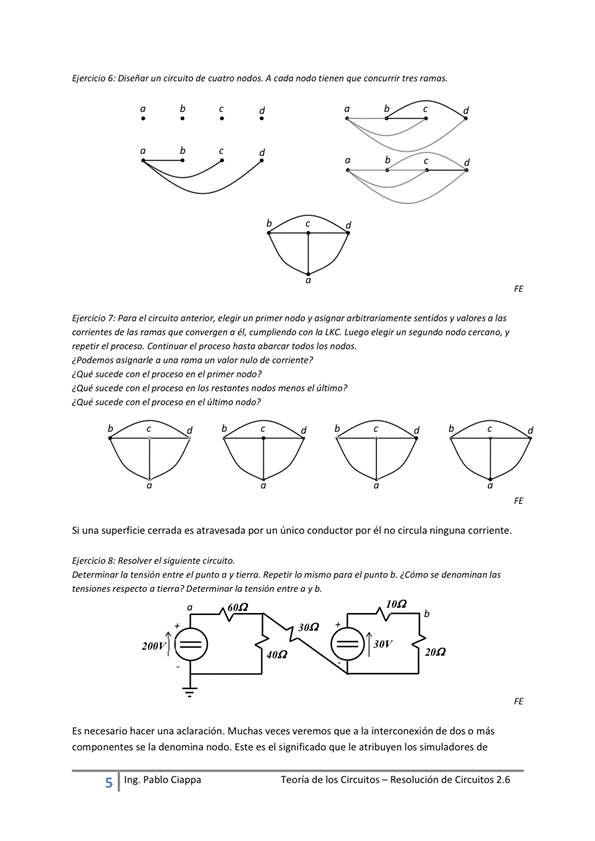 Ejercicio 6: Diseñar un circuito de cuatro nodos. A cada nodo tienen que concurrir tres ramas.
a b c d
a b c d
a b c d
a b c d
b c d
a
FE
Ejercicio 7: Para el circuito anterior, elegir un primer nodo y asignar arbitrariamente sentidos y valores a las
corrientes de las ramas que convergen a él, cumpliendo con la LKC. Luego elegir un segundo nodo cercano, y
repetir el proceso. Continuar el proceso hasta abarcar todos los nodos.
¿Podemos asignarle a una rama un valor nulo de corriente?
¿Qué sucede con el proceso en el primer nodo?
¿Qué sucede con el proceso en los restantes nodos menos el último?
¿Qué sucede con el proceso en el último nodo?
b c d b c d b c d b c d
a a a a
FE
Si una superficie cerrada es atravesada por un único conductor por él no circula ninguna corriente.
Ejercicio 8: Resolver el siguiente circuito.
Determinar la tensión entre el punto a y tierra. Repetir lo mismo para el punto b. ¿Cómo se denominan las
tensiones respecto a tierra? Determinar la tensión entre a y b.
a 60Ω 10Ω b
+ 30Ω +
200V 40Ω 30V 20Ω
- -
FE
Es necesario hacer una aclaración. Muchas veces veremos que a la interconexión de dos o más
componentes se la denomina nodo. Este es el significado que le atribuyen los simuladores de
5 Ing. Pablo Ciappa Teoría de los Circuitos – Resolución de Circuitos 2.6